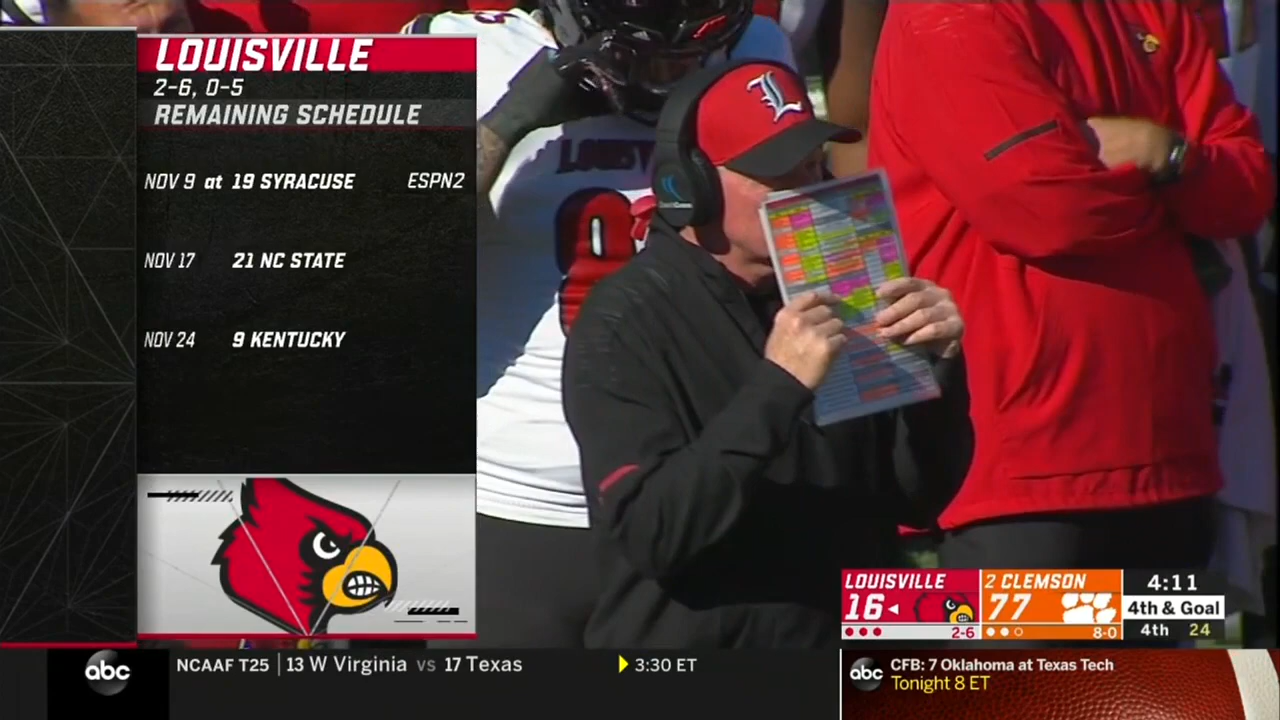 LOUISVILLE
2-6, 0-5
REMAINING SCHEDULE
NOV 9 at 19 SYRACUSE ESPN2
NOV 17 21 NC STATE
NOV 24 9 KENTUCKY
L
LOUISV
LOUISVILLE 2 CLEMSON 4:11
16 77 4th & Goal
2-6 8-0 4th 24
abc NCAAF T25 13 W Virginia vs 17 Texas 3:30 ET
abc CFB: 7 Oklahoma at Texas Tech
Tonight 8 ET